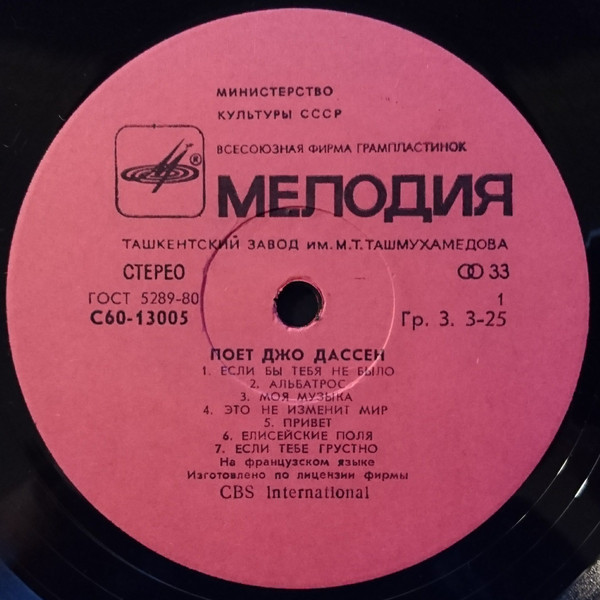 МИНИСТЕРСТВО
КУЛЬТУРЫ СССР
ВСЕСОЮЗНАЯ ФИРМА ГРАМПЛАСТИНОК
®
МЕЛОДИЯ
ТАШКЕНТСКИЙ ЗАВОД ИМ. М.Т. ТАШМУХАМЕДОВА
СТЕРЕО 33
ГОСТ 5289-80 1
С60-13005 Гр. 3. 3-25
ПОЕТ ДЖО ДАССЕН
1. ЕСЛИ БЫ ТЕБЯ НЕ БЫЛО
2. АЛЬБАТРОС
3. МОЯ МУЗЫКА
4. ЭТО НЕ ИЗМЕНИТ МИР
5. ПРИВЕТ
6. ЕЛИСЕЙСКИЕ ПОЛЯ
7. ЕСЛИ ТЕБЕ ГРУСТНО
На французском языке
Изготовлено по лицензии фирмы
CBS International